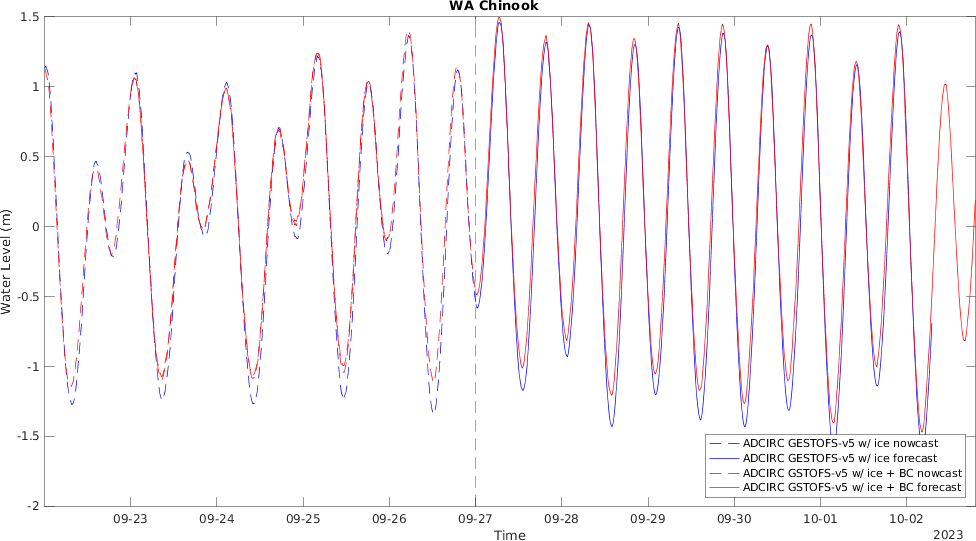 WA Chinook
1.5
1
0.5
0
-0.5
-1
-1.5
-2
Water Level (m)
ADCIRC GESTOFS-v5 w/ ice nowcast
ADCIRC GESTOFS-v5 w/ ice forecast
ADCIRC GSTOFS-v5 w/ ice + BC nowcast
ADCIRC GSTOFS-v5 w/ ice + BC forecast
09-23 09-24 09-25 09-26 09-27 09-28 09-29 09-30 10-01 10-02
Time
2023